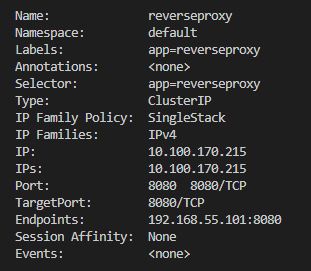 Name: reverseproxy
Namespace: default
Labels: app=reverseproxy
Annotations: <none>
Selector: app=reverseproxy
Type: ClusterIP
IP Family Policy: SingleStack
IP Families: IPv4
IP: 10.100.170.215
IPs: 10.100.170.215
Port: 8080 8080/TCP
TargetPort: 8080/TCP
Endpoints: 192.168.55.101:8080
Session Affinity: None
Events: <none>